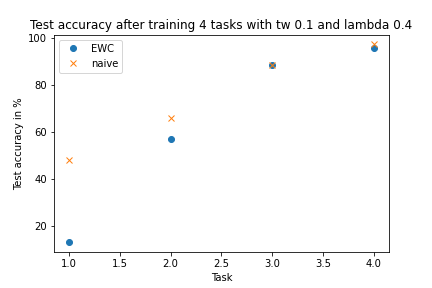 Test accuracy after training 4 tasks with tw 0.1 and lambda 0.4
EWC
naive
Test accuracy in %
100
80
60
40
20
1.0 1.5 2.0 2.5 3.0 3.5 4.0
Task